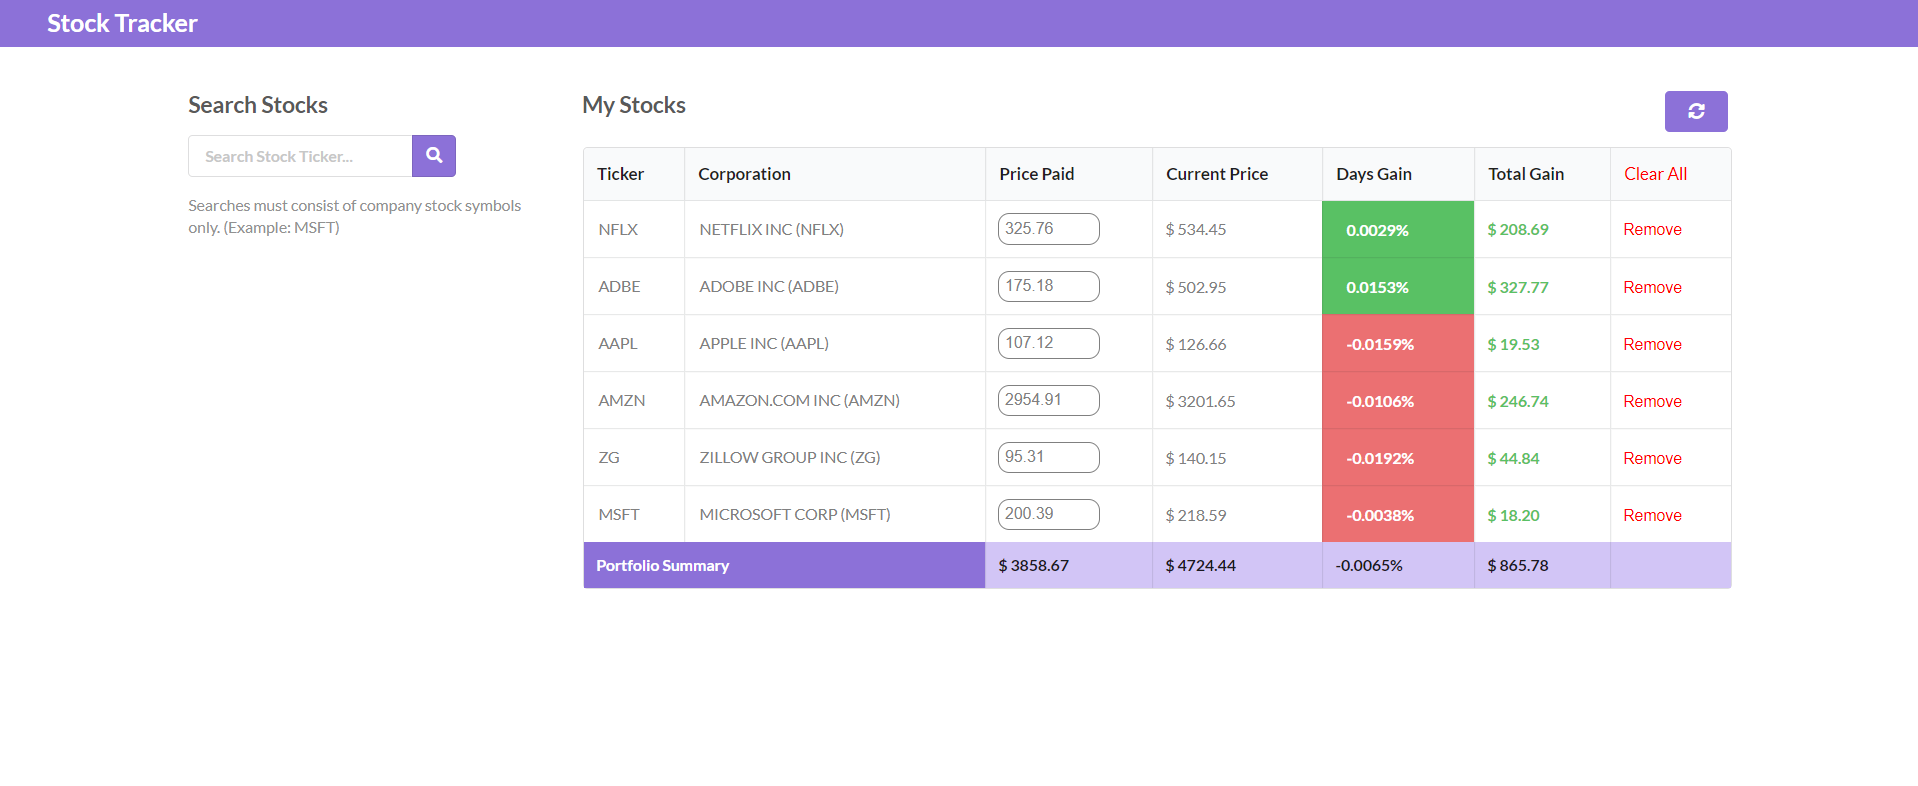 Stock Tracker
Search Stocks
Search Stock Ticker...
Searches must consist of company stock symbols
only. (Example: MSFT)
My Stocks
Ticker Corporation Price Paid Current Price Days Gain Total Gain Clear All
NFLX NETFLIX INC (NFLX) 325.76 $ 534.45 0.0029% $ 208.69 Remove
ADBE ADOBE INC (ADBE) 175.18 $ 502.95 0.0153% $ 327.77 Remove
AAPL APPLE INC (AAPL) 107.12 $ 126.66 -0.0159% $ 19.53 Remove
AMZN AMAZON.COM INC (AMZN) 2954.91 $ 3201.65 -0.0106% $ 246.74 Remove
ZG ZILLOW GROUP INC (ZG) 95.31 $ 140.15 -0.0192% $ 44.84 Remove
MSFT MICROSOFT CORP (MSFT) 200.39 $ 218.59 -0.0038% $ 18.20 Remove
Portfolio Summary $ 3858.67 $ 4724.44 -0.0065% $ 865.78